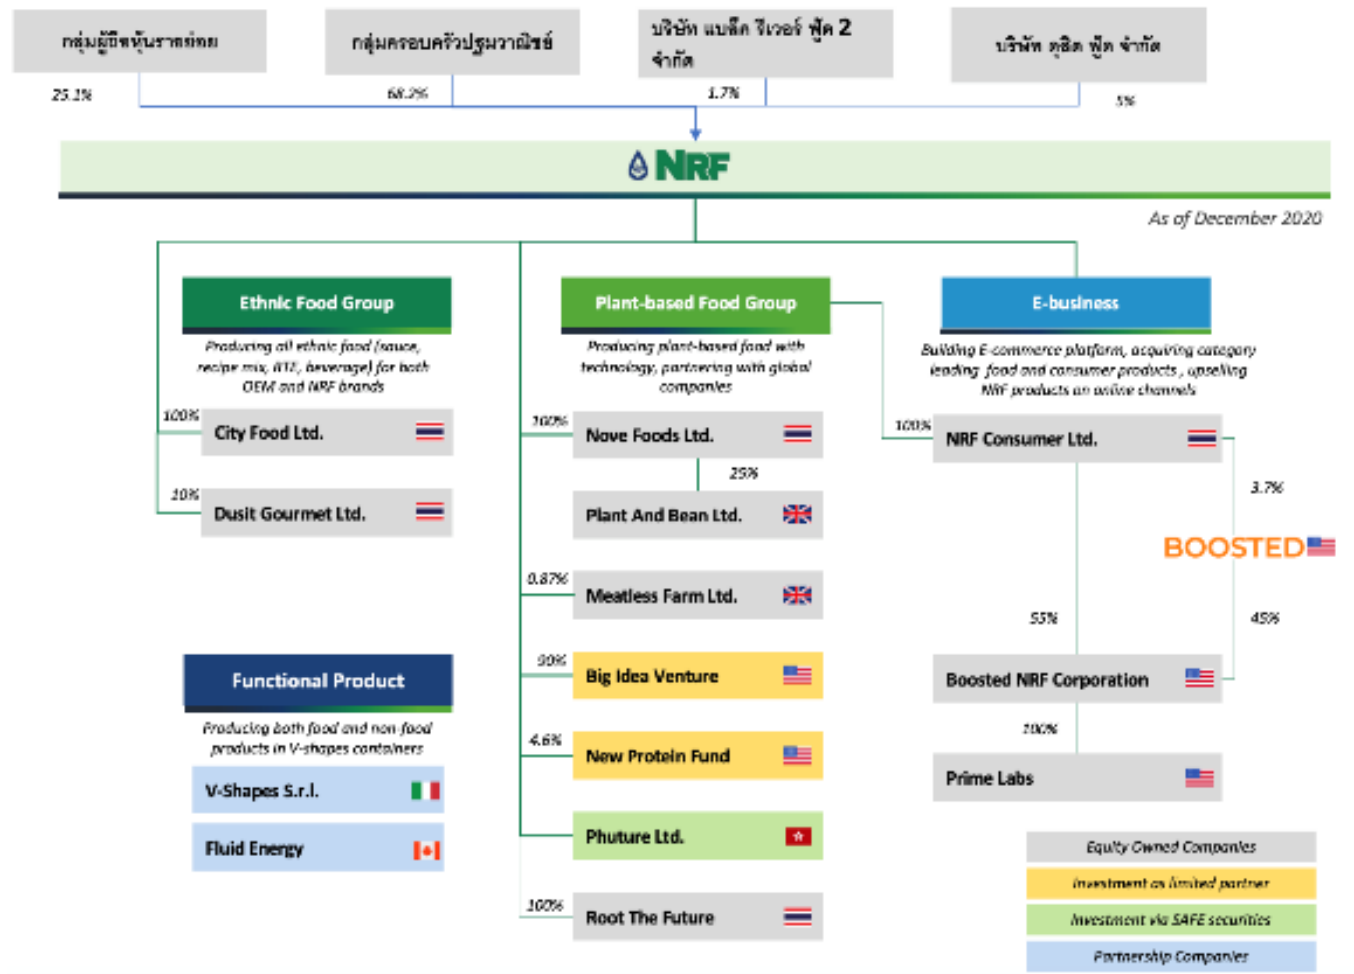 กลุ่มผู้ถือหุ้นรายย่อย
กลุ่มครอบครัวปฐมวาณิชย์
บริษัท แบล็ค ริเวอร์ ฟู้ด 2
จำกัด
บริษัท ดุสิต ฟู้ด จำกัด
25.1%
68.2%
1.7%
5%
NRF
As of December 2020
Ethnic Food Group
Producing all ethnic food (sauce,
recipe mix, RTE, beverage) for both
OEM and NRF brands
100%
City Food Ltd.
10%
Dusit Gourmet Ltd.
Functional Product
Producing both food and non-food
products in V-shapes containers
V-Shapes S.r.l.
Fluid Energy
Plant-based Food Group
Producing plant-based food with
technology, partnering with global
companies
100%
Nove Foods Ltd.
25%
Plant And Bean Ltd.
0.87%
Meatless Farm Ltd.
90%
Big Idea Venture
4.6%
New Protein Fund
Phuture Ltd.
100%
Root The Future
E-business
Building E-commerce platform, acquiring category
leading food and consumer products , upselling
NRF products on online channels
100%
NRF Consumer Ltd.
3.7%
BOOSTED
55%
45%
Boosted NRF Corporation
100%
Prime Labs
Equity Owned Companies
Investment as limited partner
Investment via SAFE securities
Partnership Companies